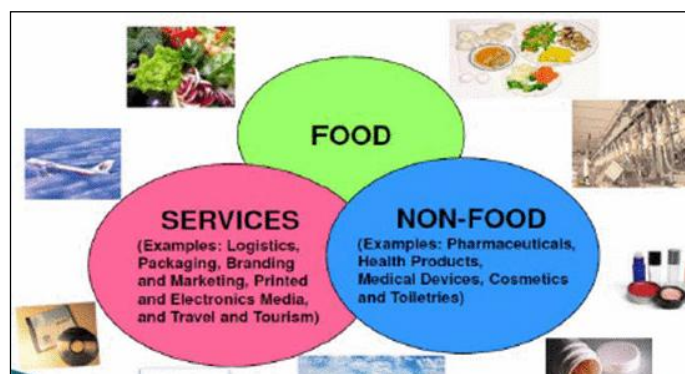 FOOD
SERVICES
(Examples: Logistics,
Packaging, Branding
and Marketing, Printed
and Electronics Media,
and Travel and Tourism)
NON-FOOD
(Examples: Pharmaceuticals,
Health Products,
Medical Devices, Cosmetics
and Toiletries)